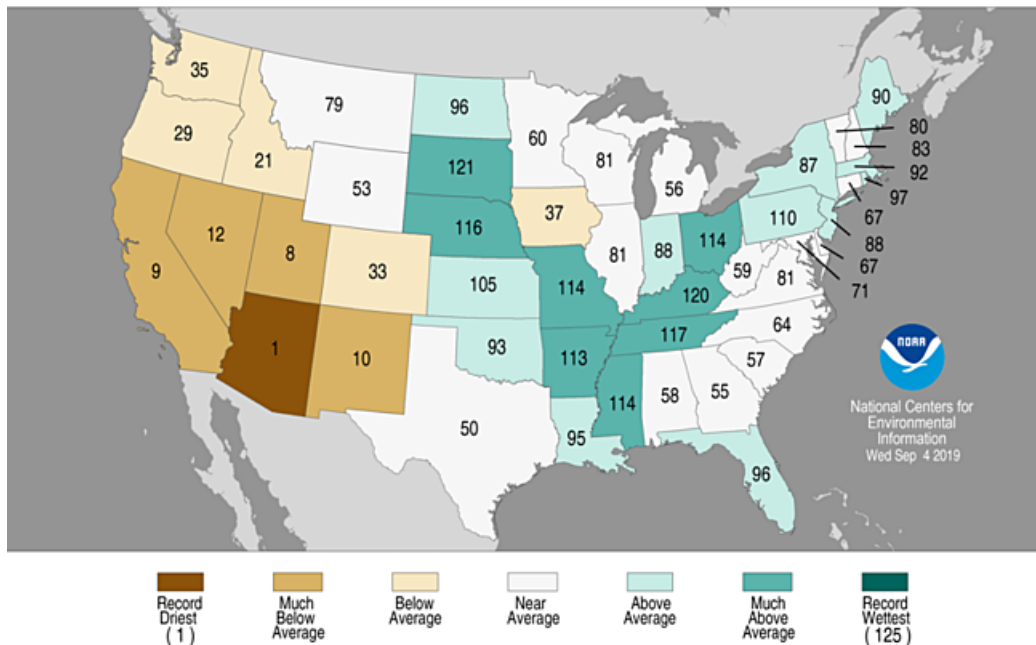 35
79
96
60
81
56
90
80
83
92
97
67
88
67
71
29
21
53
121
37
87
110
9
12
8
33
116
105
114
81
88
114
59
81
120
1
10
93
113
117
64
57
50
95
114
58
55
96
NOAA
National Centers for
Environmental
Information
Wed Sep 4 2019
Record
Driest
(1)
Much
Below
Average
Below
Average
Near
Average
Above
Average
Much
Above
Average
Record
Wettest
(125)